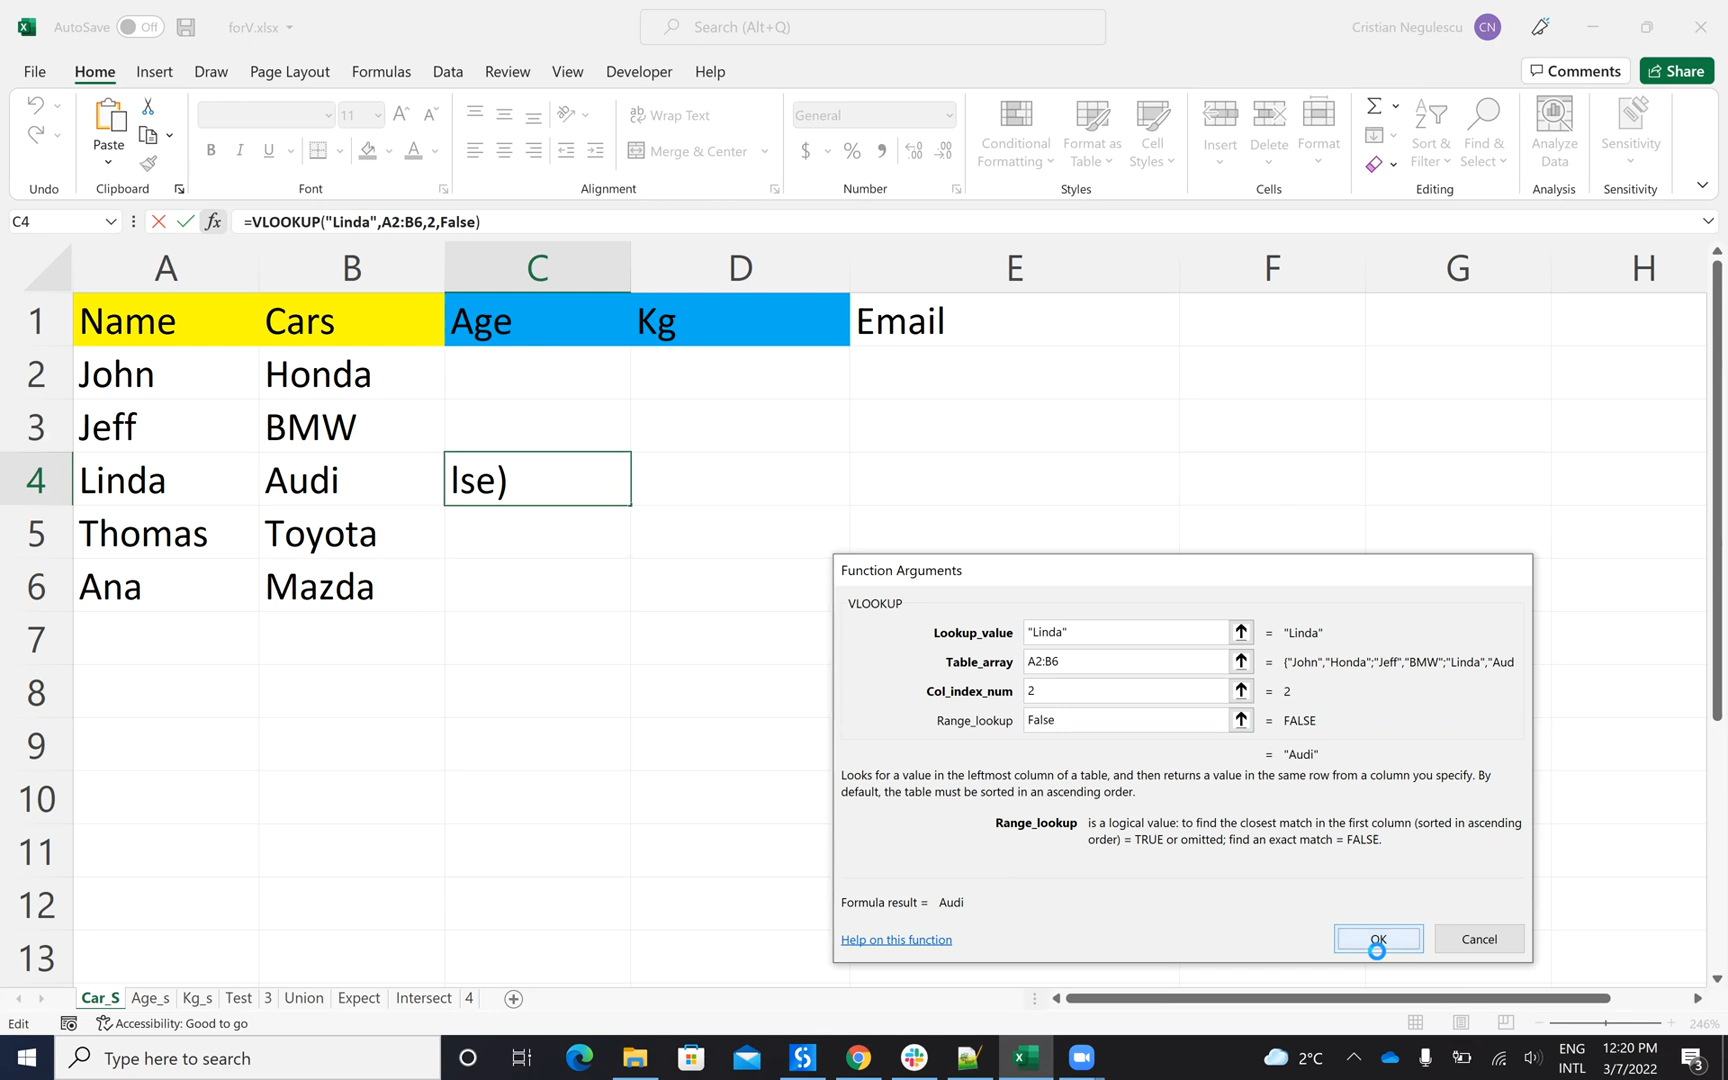 AutoSave Off forV.xlsx Search (Alt+Q) Cristian Negulescu CN
File Home Insert Draw Page Layout Formulas Data Review View Developer Help Comments Share
Paste 11 Wrap Text General Conditional Formatting Format as Table Cell Styles Insert Delete Format Sort & Filter Find & Select Analyze Data Sensitivity
B I U Merge & Center $ % 9
Undo Clipboard Font Alignment Number Styles Cells Editing Analysis Sensitivity
C4 fx =VLOOKUP("Linda",A2:B6,2,False)
A B C D E F G H
1 Name Cars Age Kg Email
2 John Honda
3 Jeff BMW
4 Linda Audi lse)
5 Thomas Toyota
6 Ana Mazda
7
8
9
10
11
12
13
Function Arguments
VLOOKUP
Lookup_value "Linda" = "Linda"
Table_array A2:B6 = {"John","Honda";"Jeff","BMW";"Linda","Aud
Col_index_num 2 = 2
Range_lookup False = FALSE
= "Audi"
Looks for a value in the leftmost column of a table, and then returns a value in the same row from a column you specify. By
default, the table must be sorted in an ascending order.
Range_lookup is a logical value: to find the closest match in the first column (sorted in ascending
order) = TRUE or omitted; find an exact match = FALSE.
Formula result = Audi
Help on this function OK Cancel
Car_S Age_s Kg_s Test 3 Union Expect Intersect 4
Edit Accessibility: Good to go 246%
Type here to search 2°C ENG 12:20 PM
INTL 3/7/2022 3